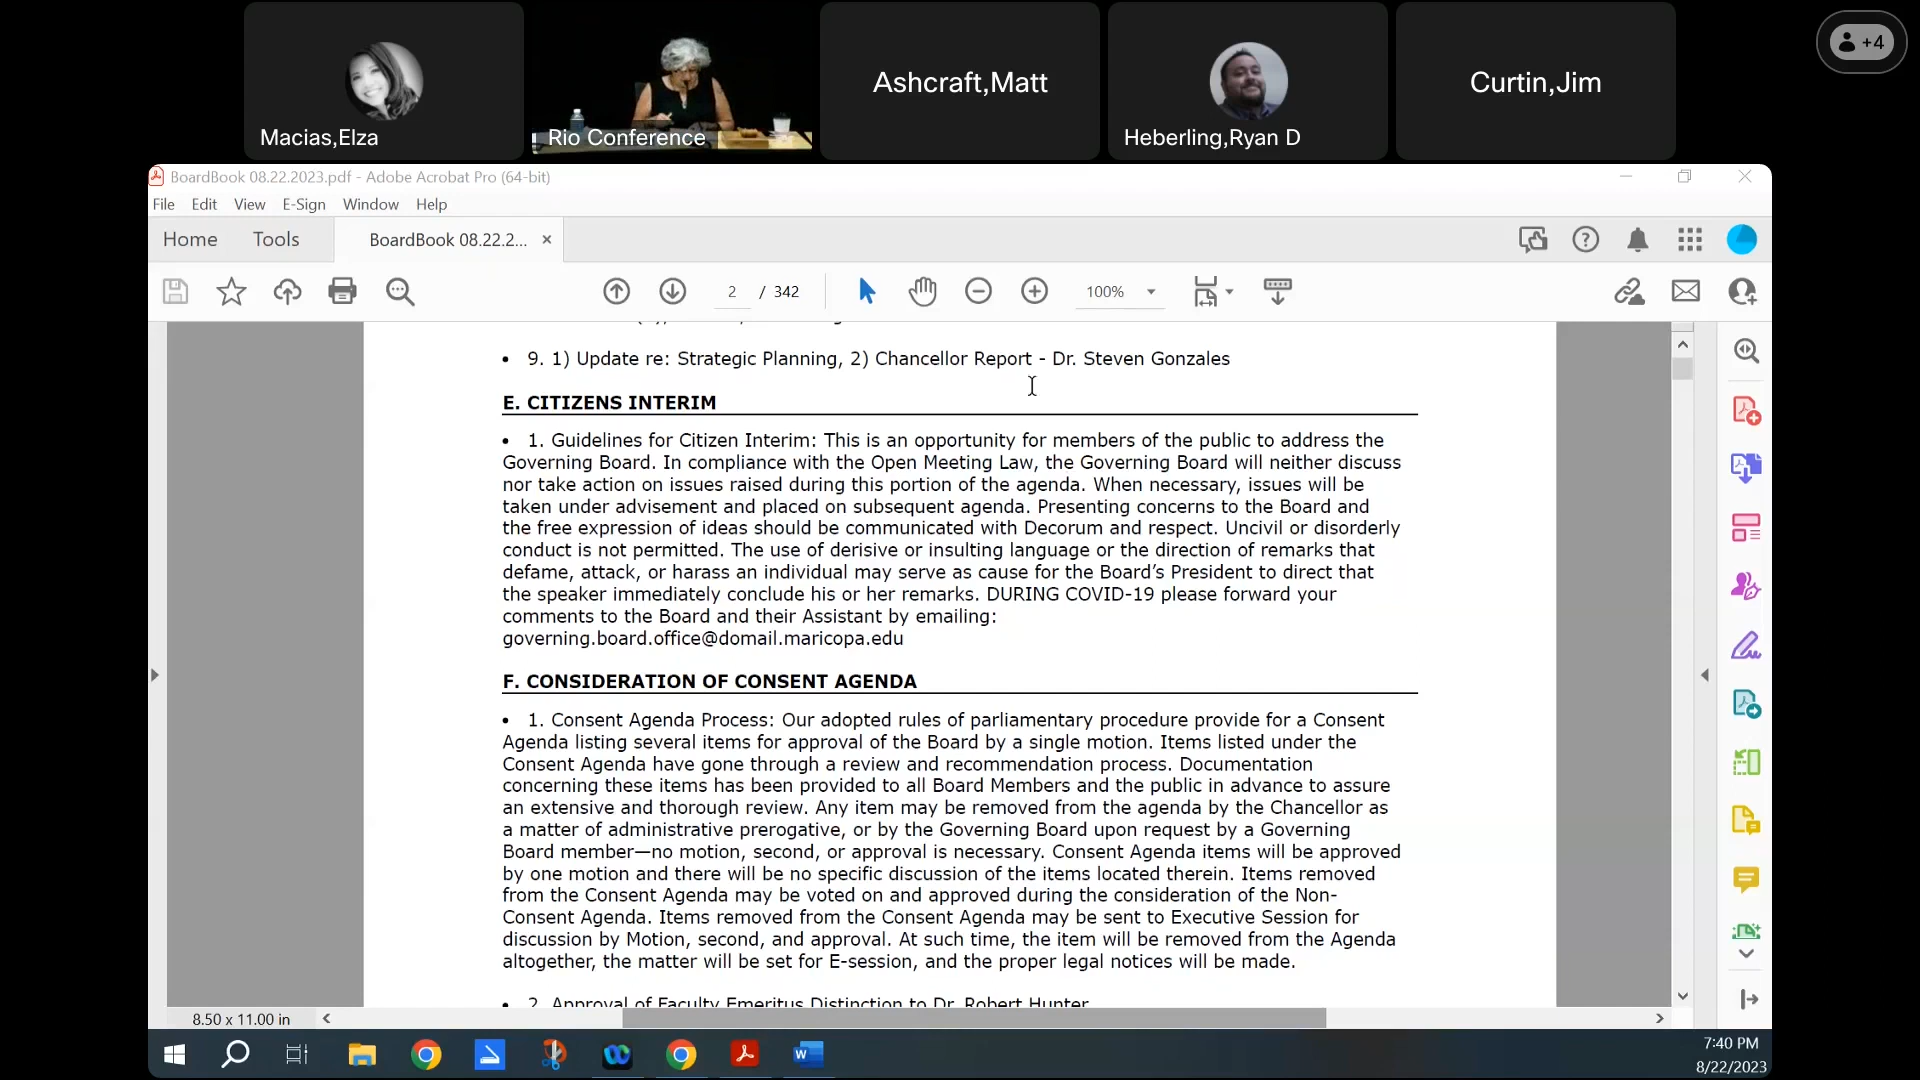 Macias,Elza
Rio Conference
Ashcraft,Matt
Heberling,Ryan D
Curtin,Jim
+4
BoardBook 08.22.2023.pdf - Adobe Acrobat Pro (64-bit)
File Edit View E-Sign Window Help
Home Tools BoardBook 08.22.2... ×
2 / 342 100%
• 9. 1) Update re: Strategic Planning, 2) Chancellor Report - Dr. Steven Gonzales
E. CITIZENS INTERIM
• 1. Guidelines for Citizen Interim: This is an opportunity for members of the public to address the
Governing Board. In compliance with the Open Meeting Law, the Governing Board will neither discuss
nor take action on issues raised during this portion of the agenda. When necessary, issues will be
taken under advisement and placed on subsequent agenda. Presenting concerns to the Board and
the free expression of ideas should be communicated with Decorum and respect. Uncivil or disorderly
conduct is not permitted. The use of derisive or insulting language or the direction of remarks that
defame, attack, or harass an individual may serve as cause for the Board’s President to direct that
the speaker immediately conclude his or her remarks. DURING COVID-19 please forward your
comments to the Board and their Assistant by emailing:
governing.board.office@domail.maricopa.edu
F. CONSIDERATION OF CONSENT AGENDA
• 1. Consent Agenda Process: Our adopted rules of parliamentary procedure provide for a Consent
Agenda listing several items for approval of the Board by a single motion. Items listed under the
Consent Agenda have gone through a review and recommendation process. Documentation
concerning these items has been provided to all Board Members and the public in advance to assure
an extensive and thorough review. Any item may be removed from the agenda by the Chancellor as
a matter of administrative prerogative, or by the Governing Board upon request by a Governing
Board member—no motion, second, or approval is necessary. Consent Agenda items will be approved
by one motion and there will be no specific discussion of the items located therein. Items removed
from the Consent Agenda may be voted on and approved during the consideration of the Non-
Consent Agenda. Items removed from the Consent Agenda may be sent to Executive Session for
discussion by Motion, second, and approval. At such time, the item will be removed from the Agenda
altogether, the matter will be set for E-session, and the proper legal notices will be made.
• 2. Approval of Faculty Emeritus Distinction to Dr. Robert Hunter
8.50 x 11.00 in
7:40 PM
8/22/2023